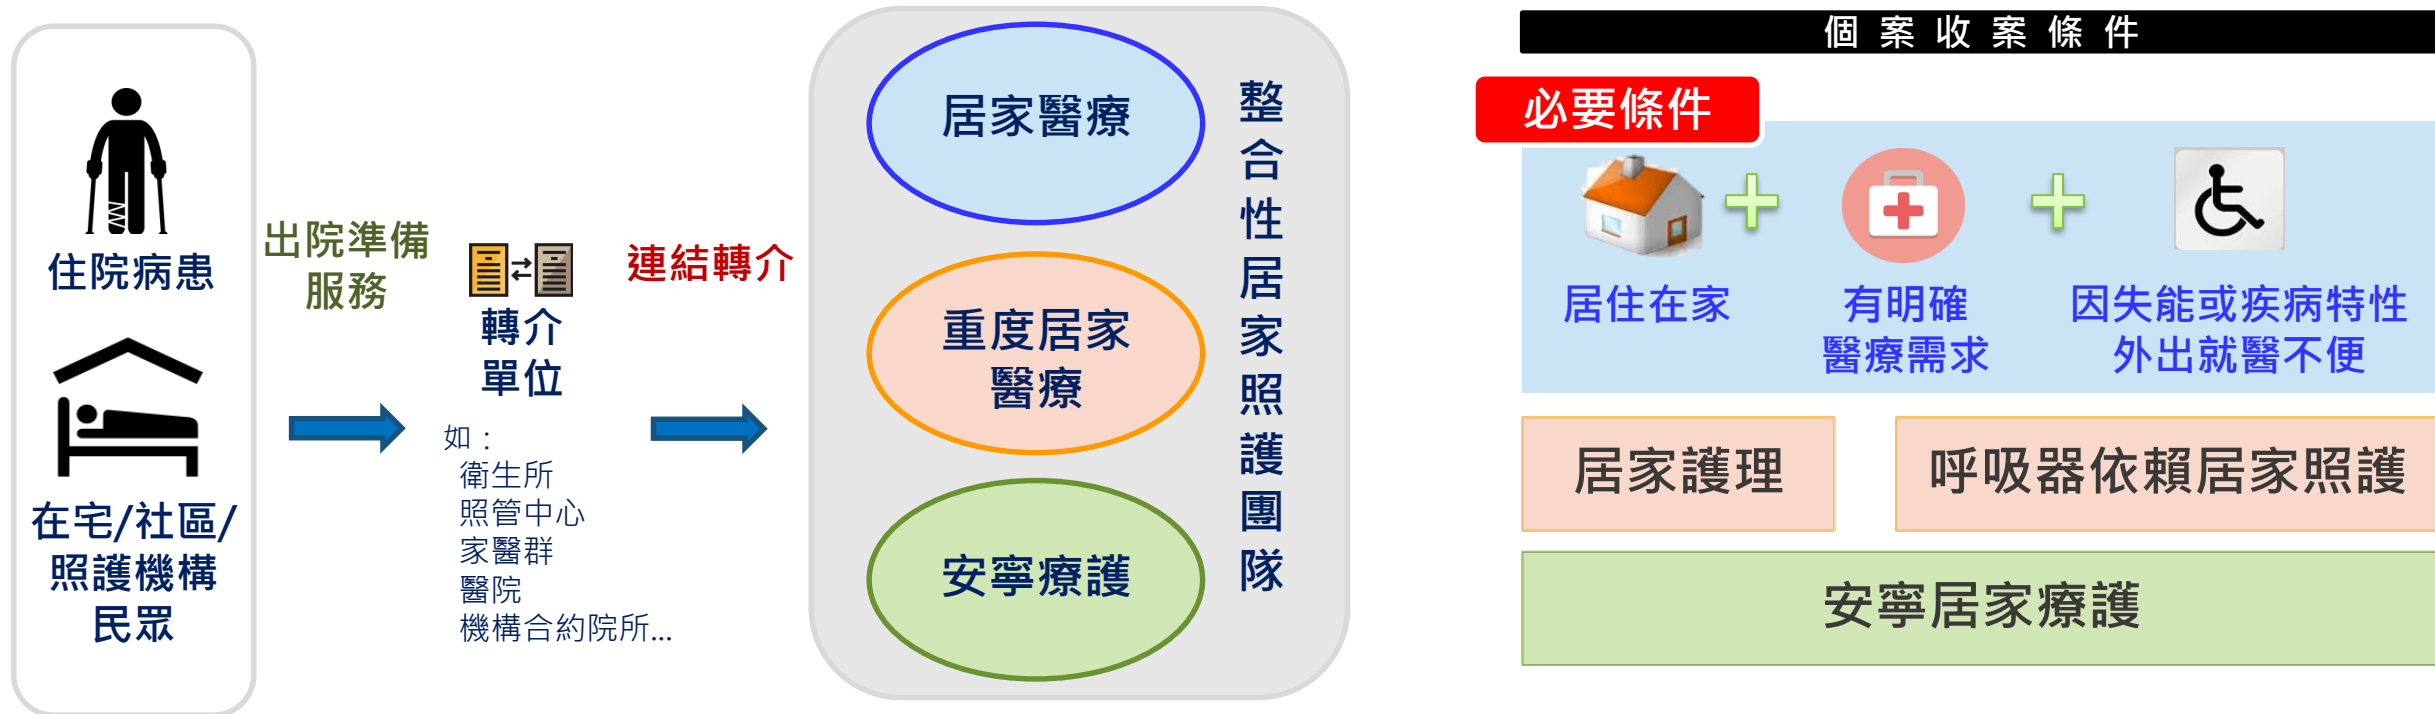 住院病患
在宅/社區/
照護機構
民眾
出院準備
服務
轉介
單位
如：
衛生所
照管中心
家醫群
醫院
機構合約院所...
連結轉介
居家醫療
重度居家
醫療
安寧療護
整合性居家照護團隊
個案收案條件
必要條件
居住在家
有明確
醫療需求
因失能或疾病特性
外出就醫不便
居家護理
呼吸器依賴居家照護
安寧居家療護